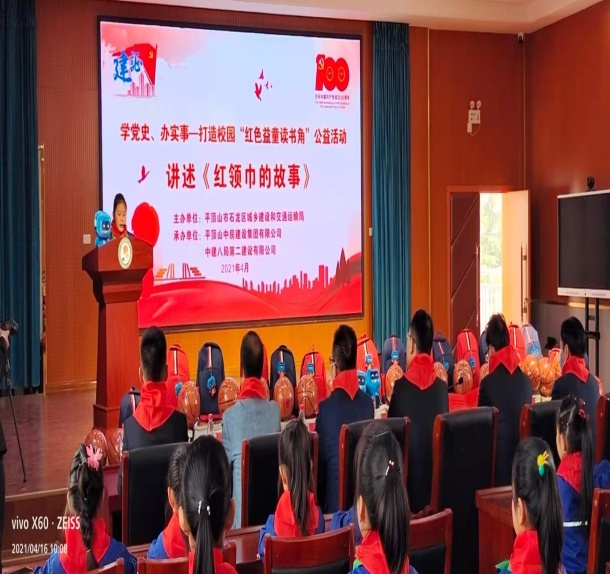 建党
100
学党史、办实事—打造校园“红色益童读书角”公益活动
讲述《红领巾的故事》
主办单位：平顶山市石龙区城乡建设和交通运输局
承办单位：平顶山中民建设集团有限公司
中建八局第二建设有限公司
2021年4月
vivo X60 · ZEISS
2021/04/16 10:08